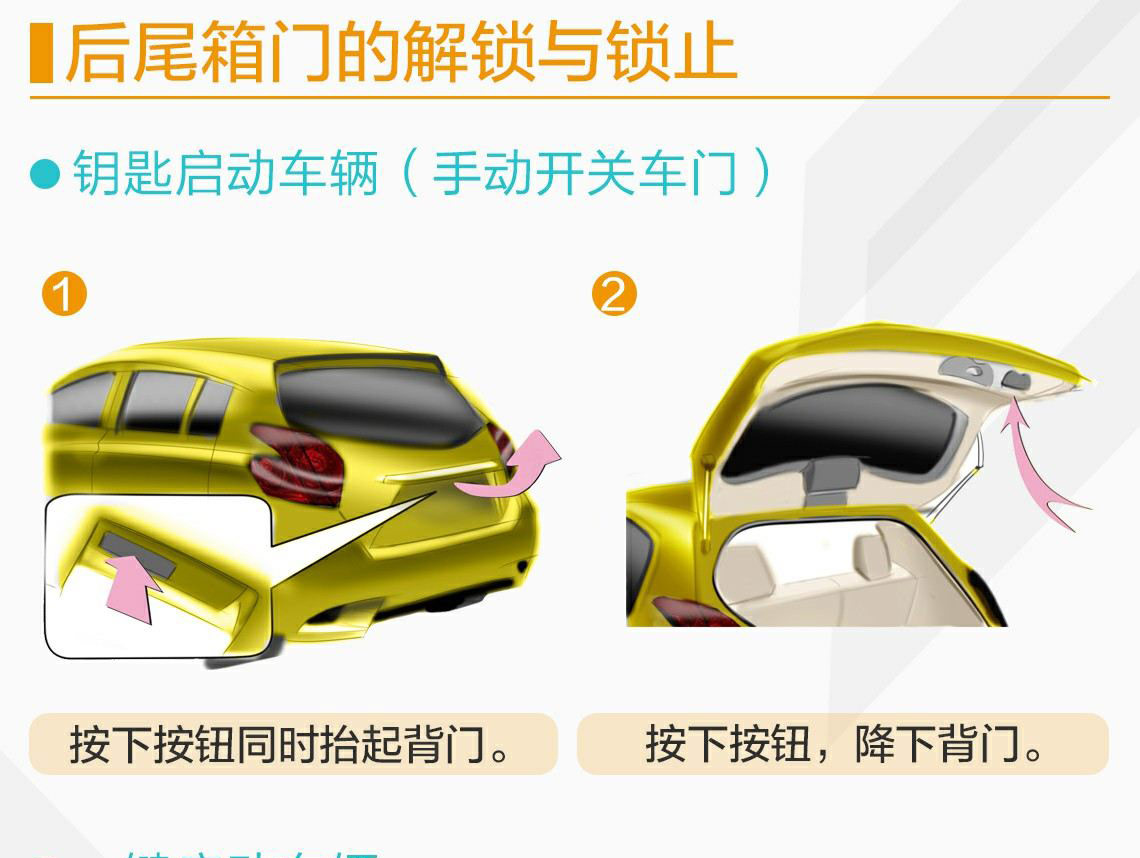 后尾箱门的解锁与锁止
钥匙启动车辆（手动开关车门）
1
2
按下按钮同时抬起背门。
按下按钮，降下背门。